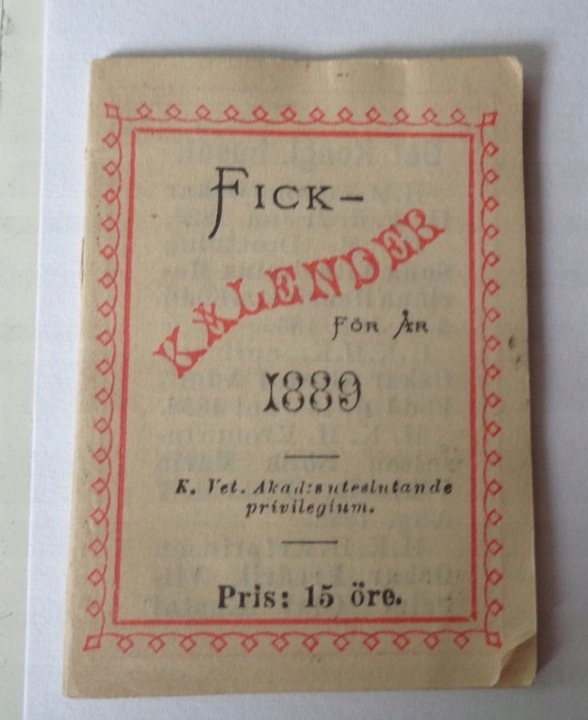 FICK-
KALENDER
FÖR ÅR
1889
K. Vet. Akad:s uteslutande
privilegium.
Pris: 15 öre.